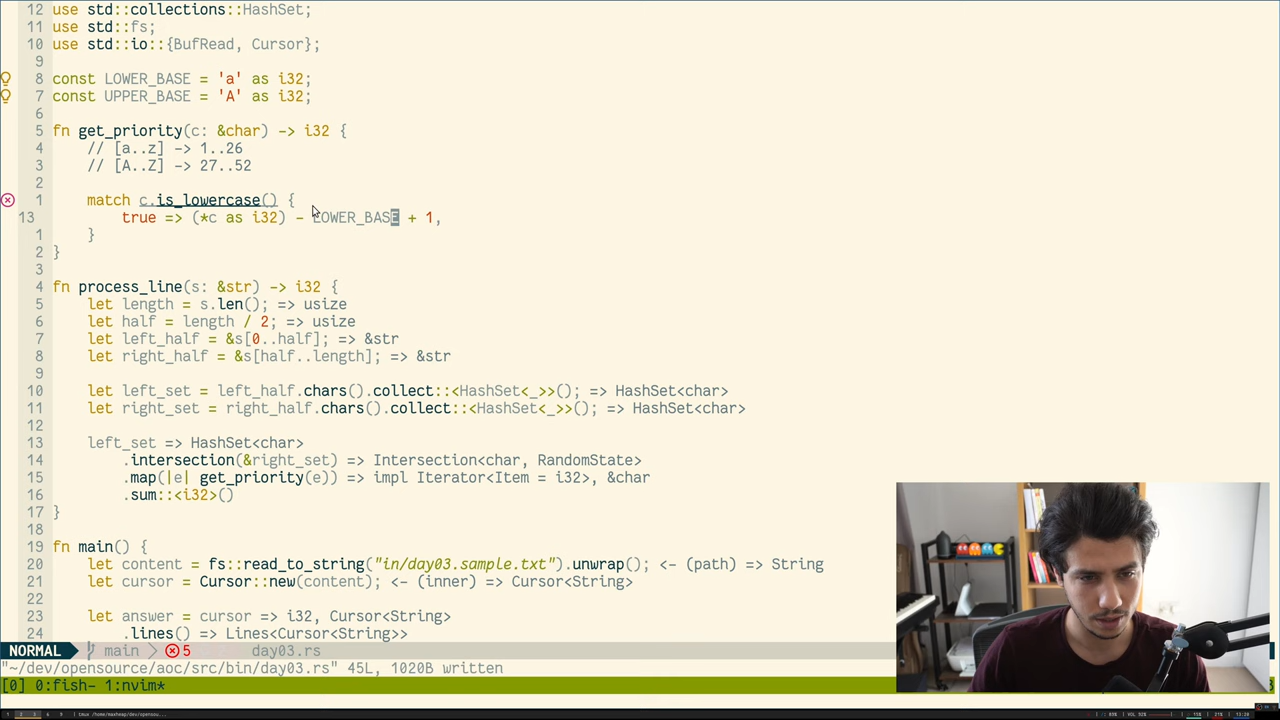 12 use std::collections::HashSet;
11 use std::fs;
10 use std::io::{BufRead, Cursor};
9
8 const LOWER_BASE = 'a' as i32;
7 const UPPER_BASE = 'A' as i32;
6
5 fn get_priority(c: &char) -> i32 {
4     // [a..z] -> 1..26
3     // [A..Z] -> 27..52
2
1     match c.is_lowercase() {
13         true => (*c as i32) - LOWER_BASE + 1,
1     }
2 }
3
4 fn process_line(s: &str) -> i32 {
5     let length = s.len(); => usize
6     let half = length / 2; => usize
7     let left_half = &s[0..half]; => &str
8     let right_half = &s[half..length]; => &str
9
10     let left_set = left_half.chars().collect::<HashSet<_>>(); => HashSet<char>
11     let right_set = right_half.chars().collect::<HashSet<_>>(); => HashSet<char>
12
13     left_set => HashSet<char>
14         .intersection(&right_set) => Intersection<char, RandomState>
15         .map(|e| get_priority(e)) => impl Iterator<Item = i32>, &char
16         .sum::<i32>()
17 }
18
19 fn main() {
20     let content = fs::read_to_string("in/day03.sample.txt").unwrap(); <- (path) => String
21     let cursor = Cursor::new(content); <- (inner) => Cursor<String>
22
23     let answer = cursor => i32, Cursor<String>
24         .lines() => Lines<Cursor<String>>
NORMAL main 5 day03.rs
"~/dev/opensource/aoc/src/bin/day03.rs" 45L, 1020B written
[0] 0:fish- 1:nvim*